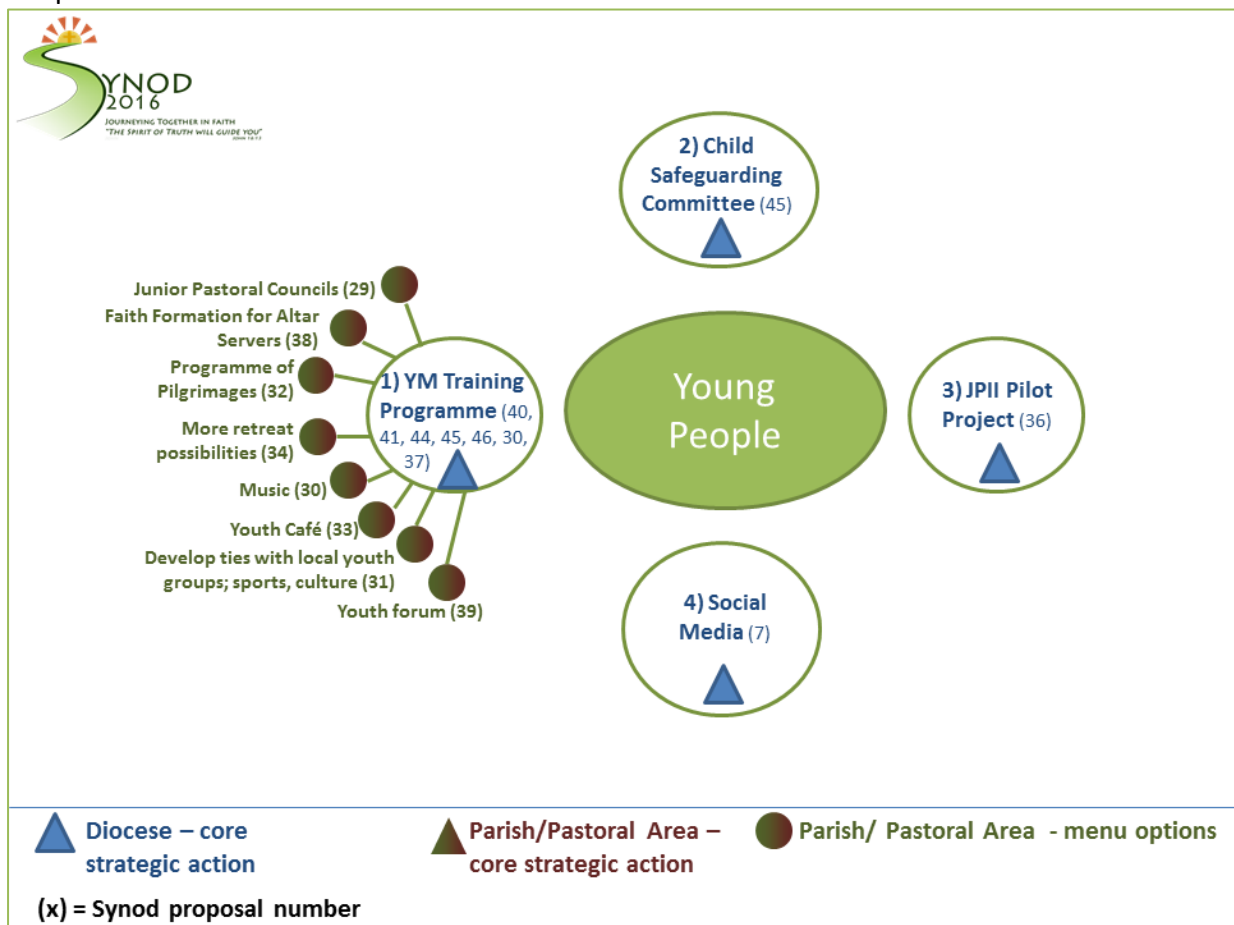 SYNOD
2016
JOURNEYING TOGETHER IN FAITH
"THE SPIRIT OF TRUTH WILL GUIDE YOU"
JOHN 16:13
2) Child
Safeguarding
Committee (45)
Junior Pastoral Councils (29)
Faith Formation for Altar
Servers (38)
Programme of
Pilgrimages (32)
More retreat
possibilities (34)
Music (30)
Youth Café (33)
Develop ties with local youth
groups; sports, culture (31)
Youth forum (39)
1) YM Training
Programme (40,
41, 44, 45, 46, 30,
37)
Young
People
3) JPII Pilot
Project (36)
4) Social
Media (7)
Diocese – core
strategic action
Parish/Pastoral Area –
core strategic action
Parish/ Pastoral Area - menu options
(x) = Synod proposal number